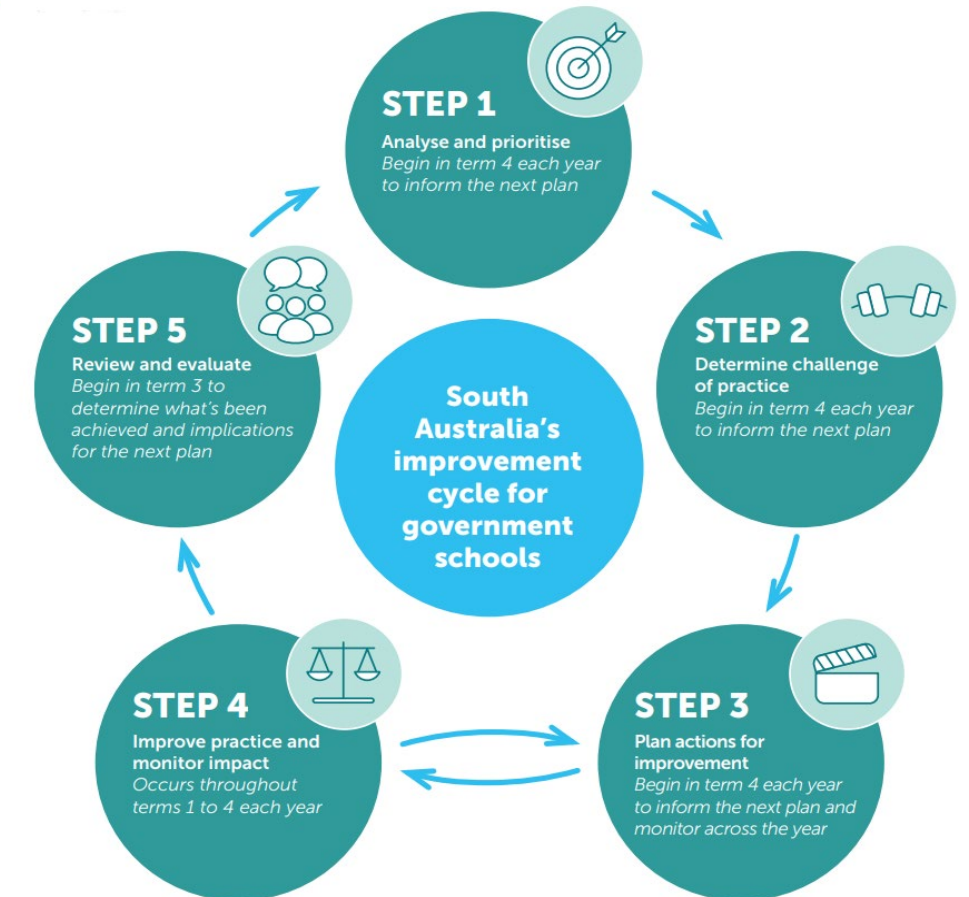 STEP 1
Analyse and prioritise
Begin in term 4 each year
to inform the next plan
STEP 2
Determine challenge
of practice
Begin in term 4 each year
to inform the next plan
STEP 3
Plan actions for
improvement
Begin in term 4 each year
to inform the next plan and
monitor across the year
STEP 4
Improve practice and
monitor impact
Occurs throughout
terms 1 to 4 each year
STEP 5
Review and evaluate
Begin in term 3 to
determine what's been
achieved and implications
for the next plan
South
Australia's
improvement
cycle for
government
schools